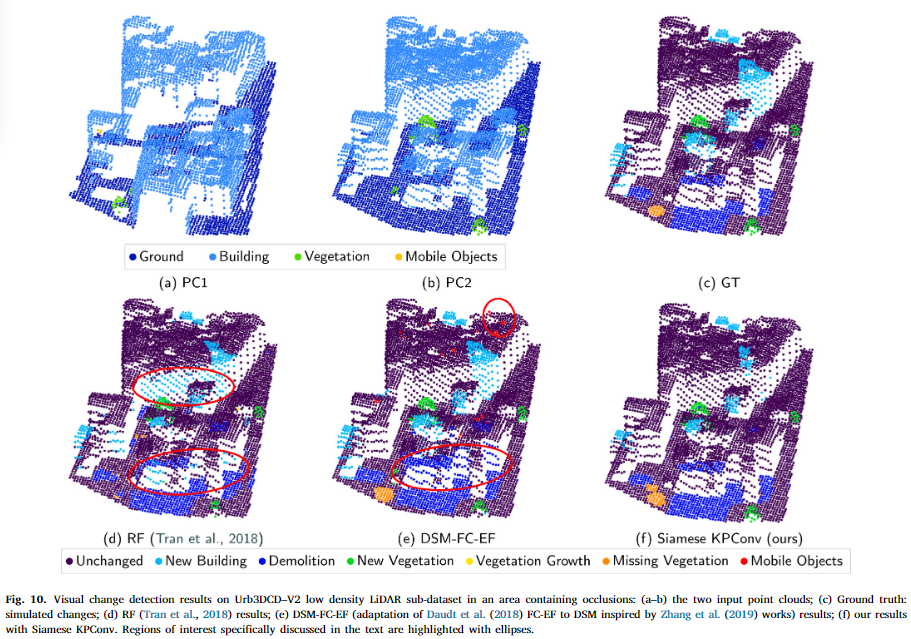 Ground Building Vegetation Mobile Objects
(a) PC1 (b) PC2 (c) GT
(d) RF (Tran et al., 2018) (e) DSM-FC-EF (f) Siamese KPConv (ours)
Unchanged New Building Demolition New Vegetation Vegetation Growth Missing Vegetation Mobile Objects
Fig. 10. Visual change detection results on Urb3DCD–V2 low density LiDAR sub-dataset in an area containing occlusions: (a–b) the two input point clouds; (c) Ground truth:
simulated changes; (d) RF (Tran et al., 2018) results; (e) DSM-FC-EF (adaptation of Daudt et al. (2018) FC-EF to DSM inspired by Zhang et al. (2019) works) results; (f) our results
with Siamese KPConv. Regions of interest specifically discussed in the text are highlighted with ellipses.